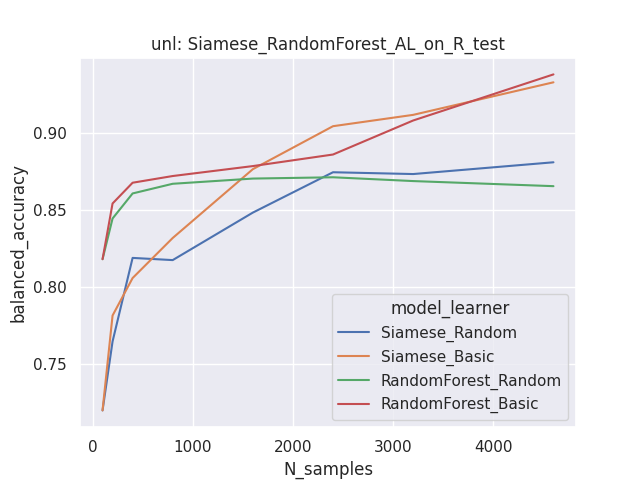 unl: Siamese_RandomForest_AL_on_R_test
balanced_accuracy
0.90
0.85
0.80
0.75
0
1000
2000
3000
4000
N_samples
model_learner
Siamese_Random
Siamese_Basic
RandomForest_Random
RandomForest_Basic